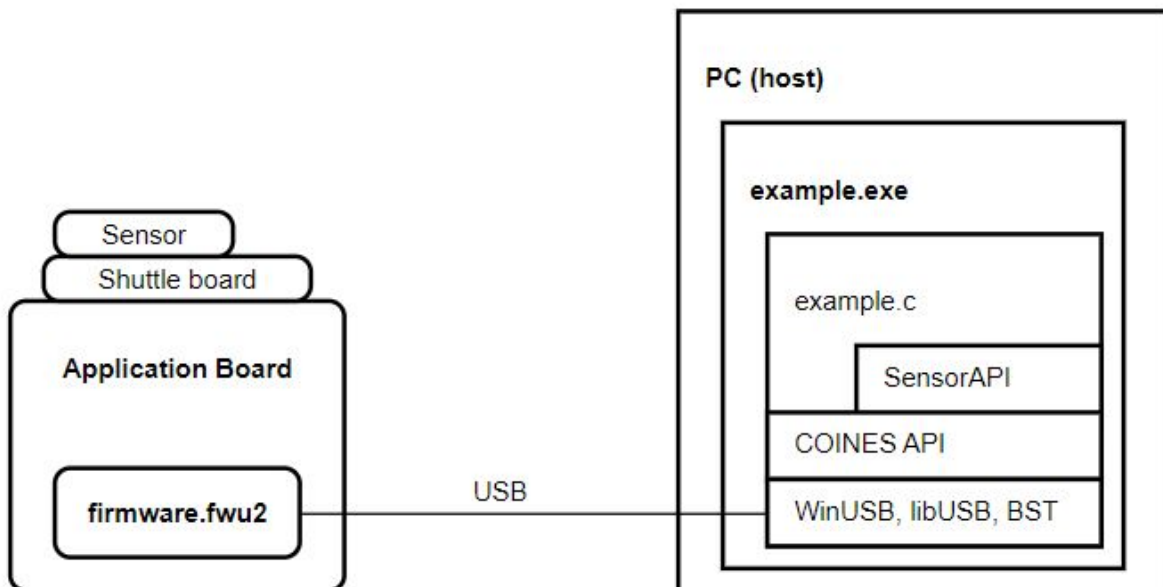 PC (host)
example.exe
Sensor
Shuttle board
example.c
Application Board
SensorAPI
COINES API
USB
firmware.fwu2
WinUSB, libUSB, BST